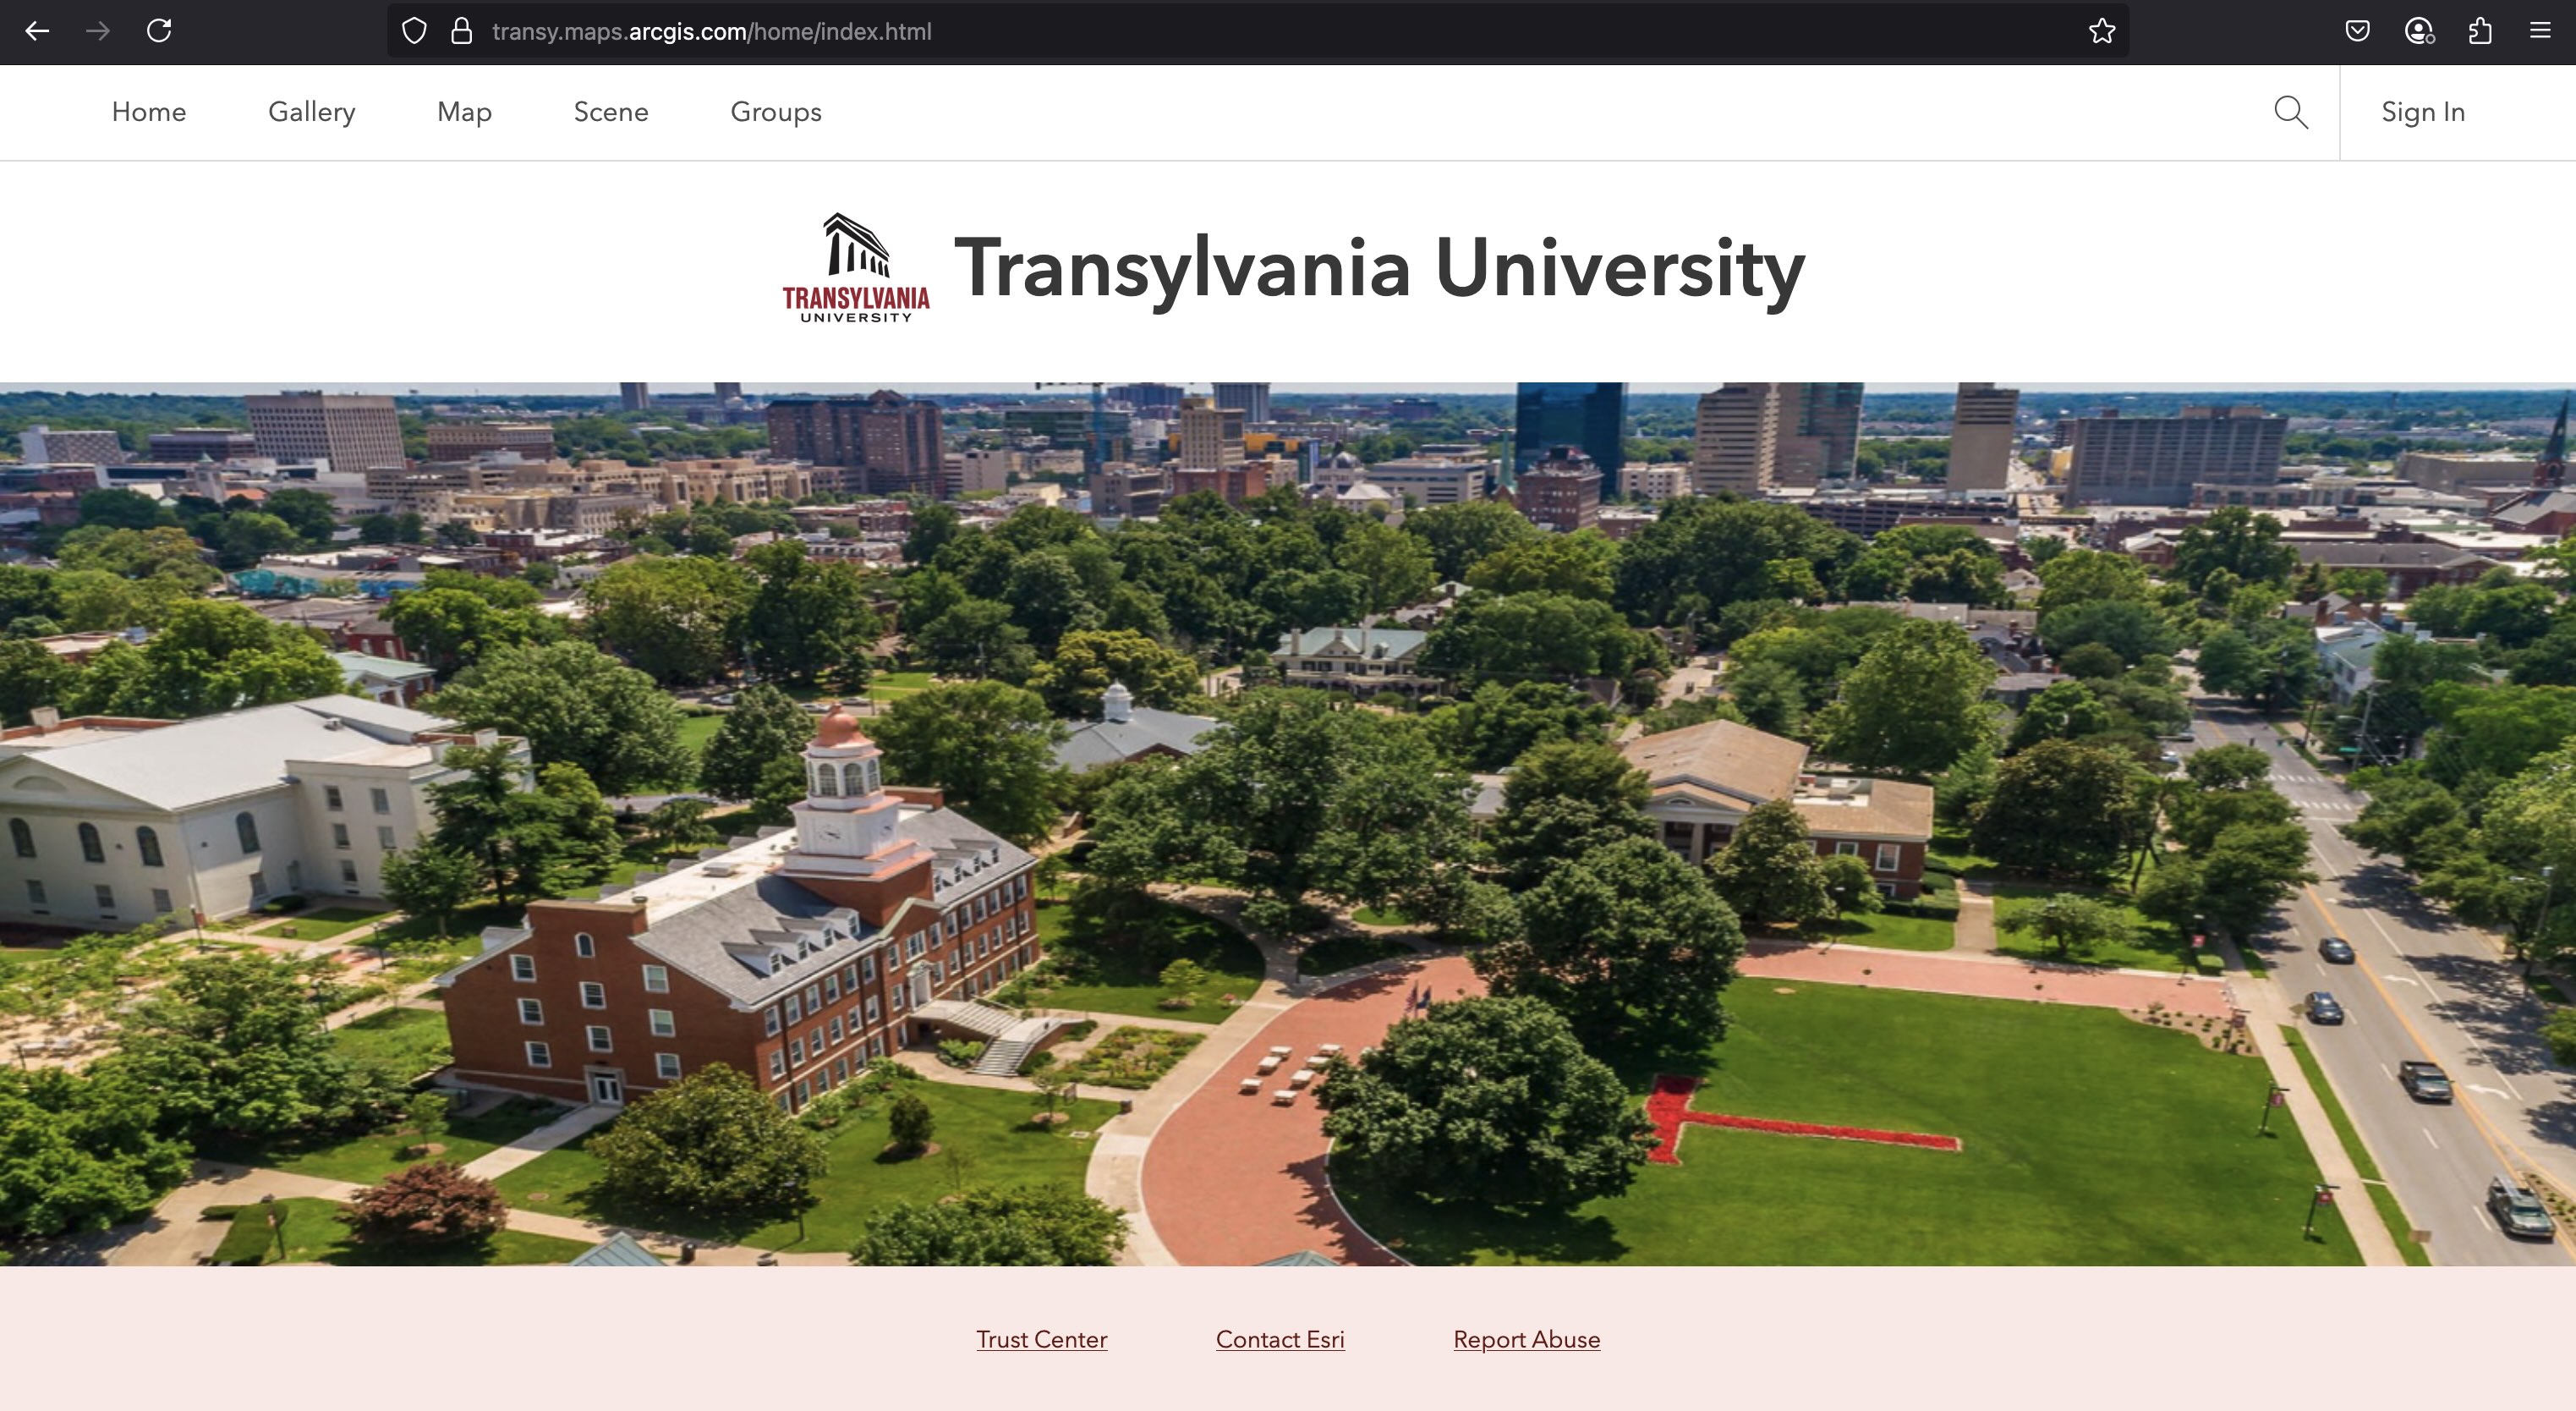 transy.maps.arcgis.com/home/index.html
Home Gallery Map Scene Groups Sign In
TRANSYLVANIA
UNIVERSITY
Transylvania University
Trust Center Contact Esri Report Abuse